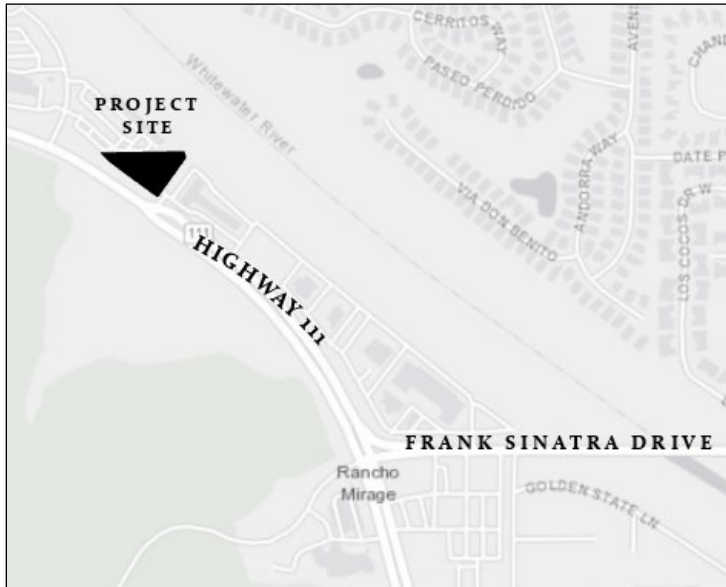 CERRITOS WAY
PASEO PERDIDO
Whitewater River
PROJECT
SITE
ANDORRA WAY
DATE P
VIA DON BENITO
LOS COCOS DR W
111
HIGHWAY 111
FRANK SINATRA DRIVE
Rancho
Mirage
GOLDEN STATE LN